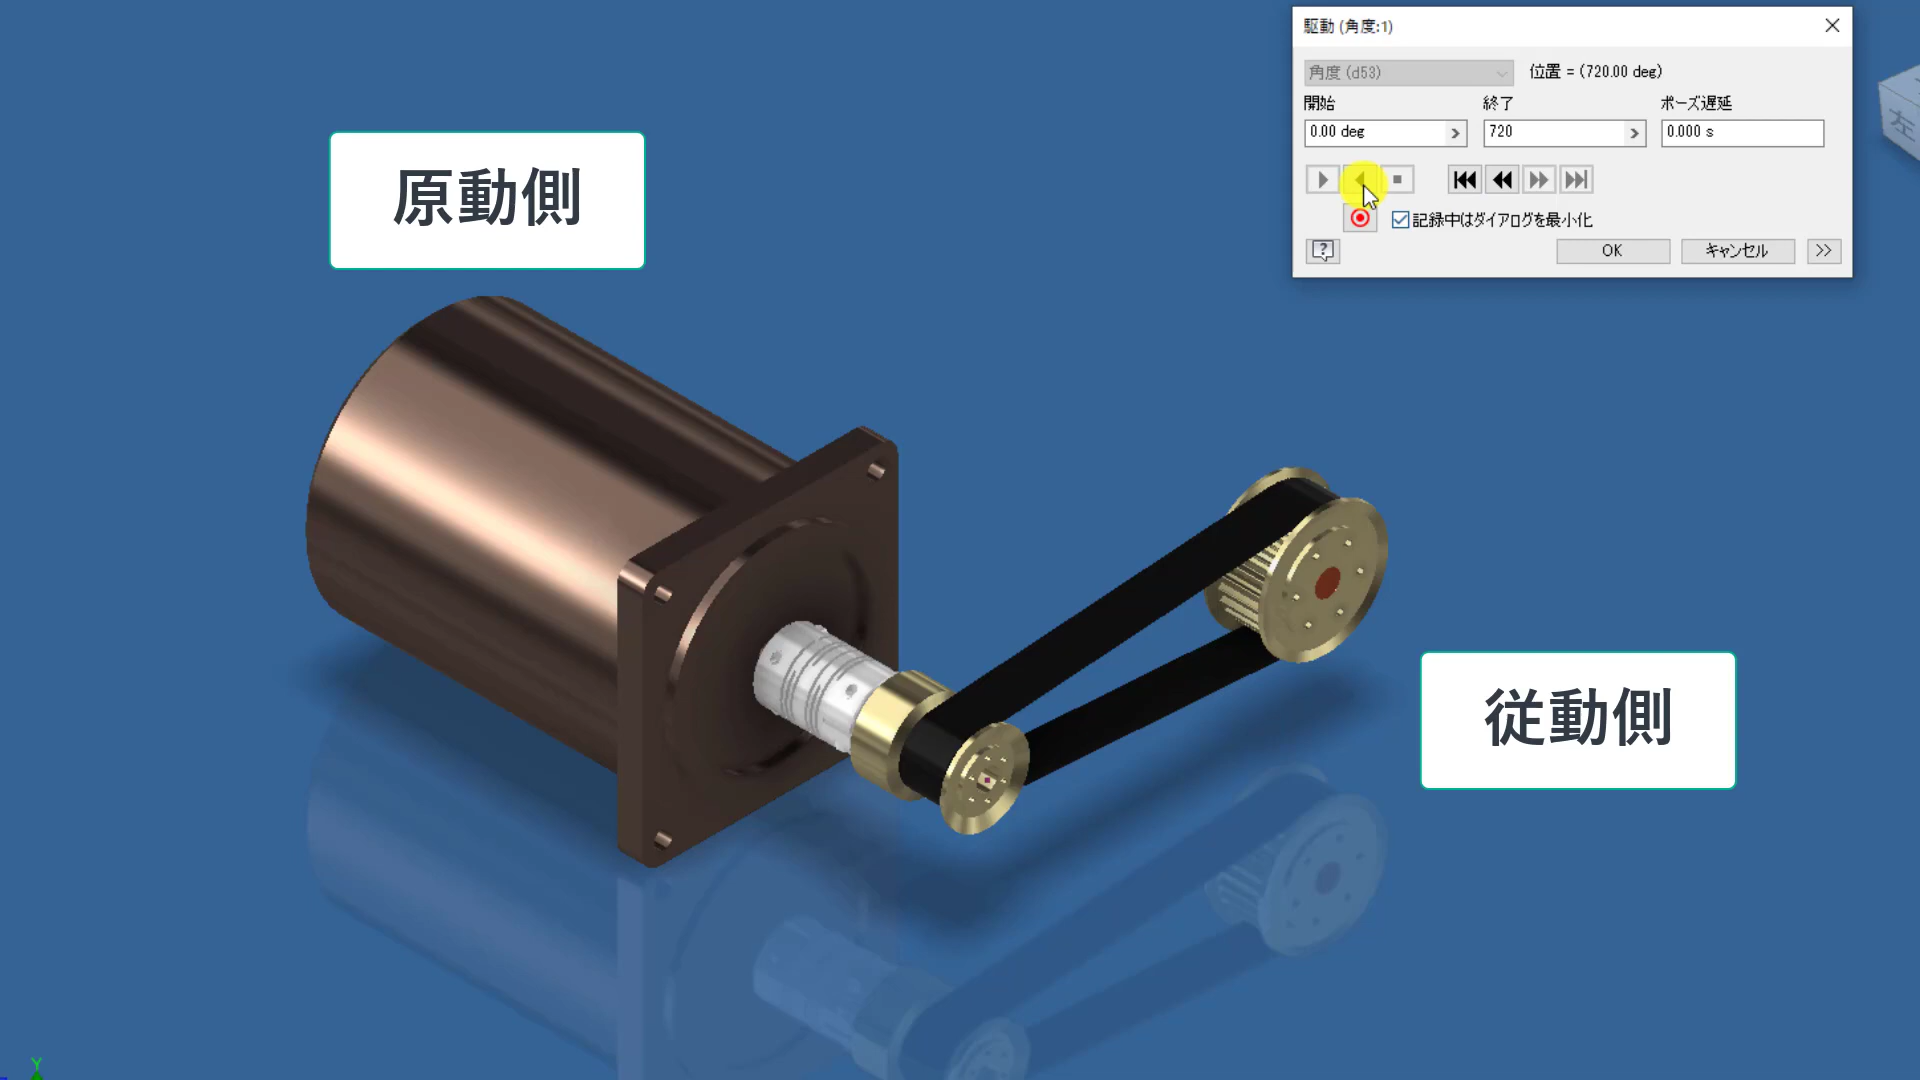 駆動 (角度:1)
角度 (d53)
位置 = (720.00 deg)
開始
終了
ポーズ遅延
0.00 deg
720
0.000 s
記録中はダイアログを最小化
OK
キャンセル
>>
左
原動側
従動側
Y